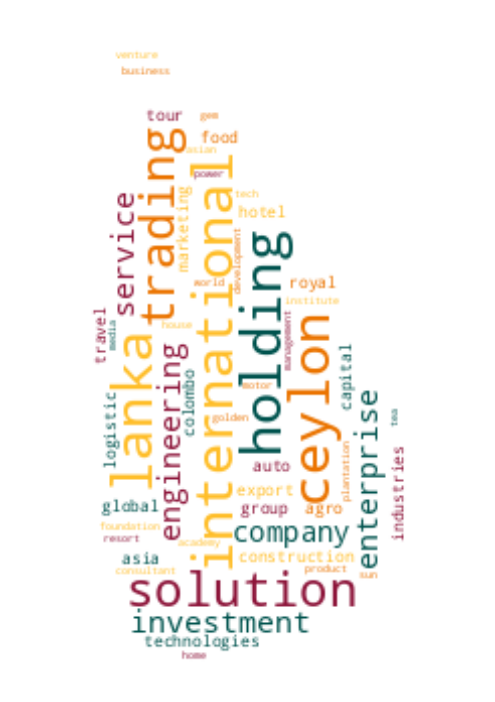 venture
business
tour
gem
food
asian
trading
international
power
marketing
tech
service
hotel
holding
development
world
royal
institute
travel
media
house
lanka
engineering
management
ceylon
colombo
capital
motor
logistic
golden
enterprise
tea
auto
plantation
industries
export
global
group
agro
foundation
company
resort
academy
asia
construction
consultant
product
sun
solution
investment
technologies
home